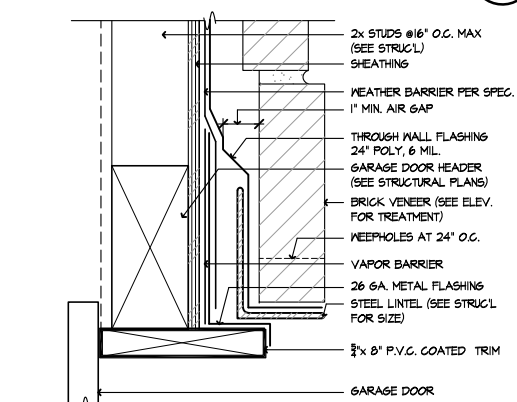 2x STUDS @16" O.C. MAX
(SEE STRUC'L)
SHEATHING
WEATHER BARRIER PER SPEC.
1" MIN. AIR GAP
THROUGH WALL FLASHING
24" POLY, 6 MIL.
GARAGE DOOR HEADER
(SEE STRUCTURAL PLANS)
BRICK VENEER (SEE ELEV.
FOR TREATMENT)
WEEPHOLES AT 24" O.C.
VAPOR BARRIER
26 GA. METAL FLASHING
STEEL LINTEL (SEE STRUC'L
FOR SIZE)
5/4"x 8" P.V.C. COATED TRIM
GARAGE DOOR